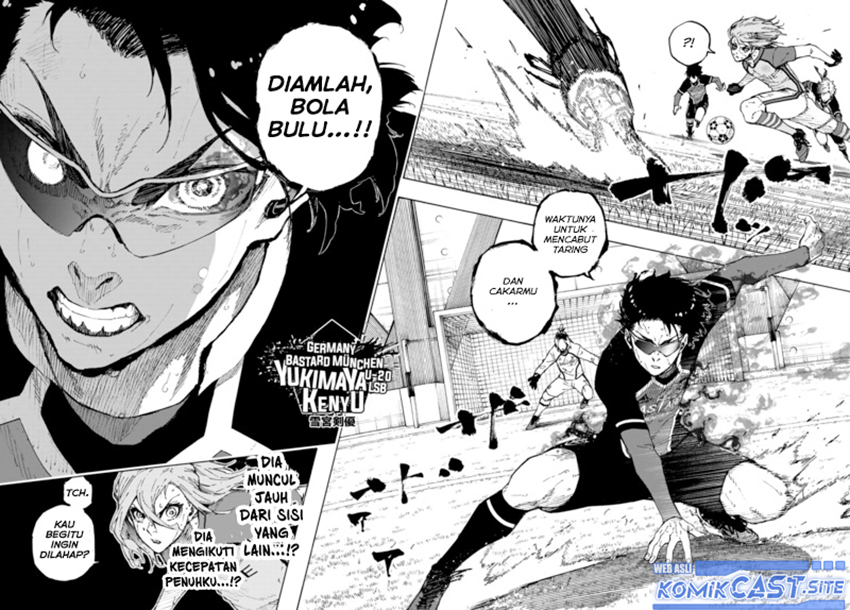 ?!
ザ
ザ
WAKTUNYA
UNTUK
MENCABUT
TARING
DAN
CAKARMU
...
DIAMLAH,
BOLA
BULU...!!
GERMANY
BASTARD MÜNCHEN
U-20
YUKIMAYA LSB
KENYU
雪宮剣優
DIA
MUNCUL
JAUH
DARI SISI
YANG
LAIN...!?
DIA
MENGIKUTI
KECEPATAN
PENUHKU...!?
TCH.
KAU
BEGITU
INGIN
DILAHAP?
WEB ASLI
KOMIKCAST.SITE